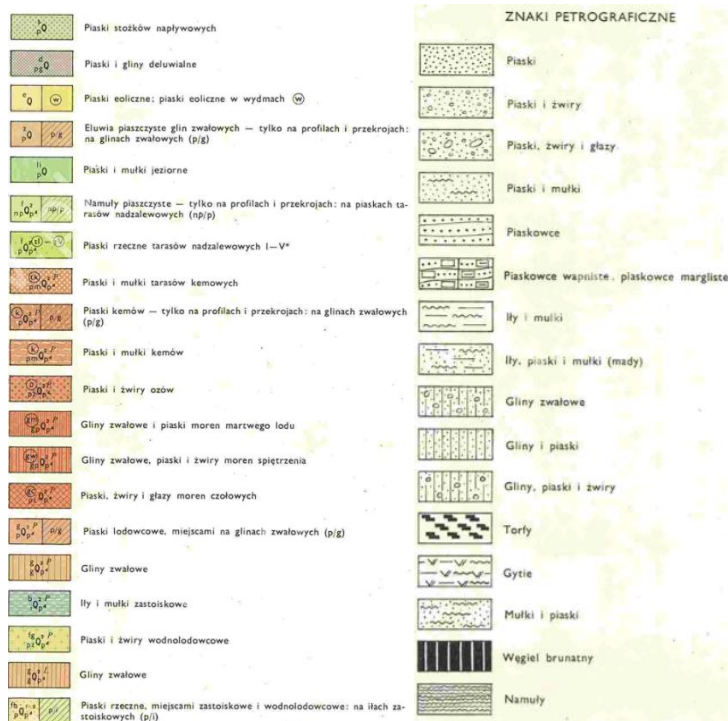 Piaski stożków napływowych
Piaski i gliny deluwialne
Piaski eoliczne; piaski eoliczne w wydmach w
Eluwia piaszczyste glin zwałowych — tylko na profilach i przekrojach:
na glinach zwałowych (p/g)
Piaski i mułki jeziorne
Namuły piaszczyste — tylko na profilach i przekrojach: na piaskach ta-
rasów nadzalewowych (np/p)
Piaski rzeczne tarasów nadzalewowych I—V*
Piaski i mułki tarasów kemowych
Piaski kemów — tylko na profilach i przekrojach: na glinach zwałowych
(p/g)
Piaski i mułki kemów
Piaski i żwiry ozów
Gliny zwałowe i piaski moren martwego lodu
Gliny zwałowe, piaski i żwiry moren spiętrzenia
Piaski, żwiry i głazy moren czołowych
Piaski lodowcowe, miejscami na glinach zwałowych (p/g)
Gliny zwałowe
Iły i mułki zastoiskowe
Piaski i żwiry wodnolodowcowe
Gliny zwałowe
Piaski rzeczne, miejscami zastoiskowe i wodnolodowcowe: na iłach za-
stoiskowych (p/i)
ZNAKI PETROGRAFICZNE
Piaski
Piaski i żwiry
Piaski, żwiry i głazy
Piaski i mułki
Piaskowce
Piaskowce wapniste, piaskowce margliste
Iły i mulki
Iły, piaski i mułki (mady)
Gliny zwałowe
Gliny i piaski
Gliny, piaski i żwiry
Torfy
Gytie
Mułki i piaski
Węgiel brunatny
Namuły